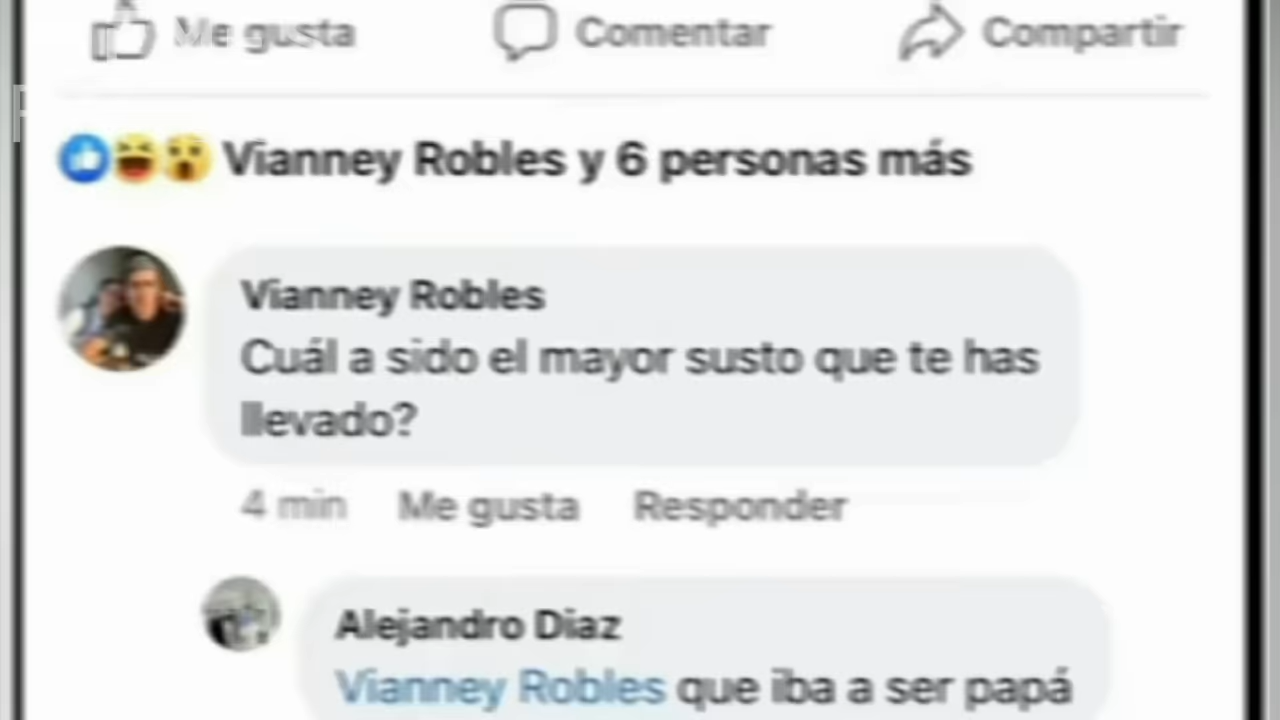 Me gusta Comentar Compartir
Vianney Robles y 6 personas más
Vianney Robles
Cuál a sido el mayor susto que te has
llevado?
4 min Me gusta Responder
Alejandro Diaz
Vianney Robles que iba a ser papá